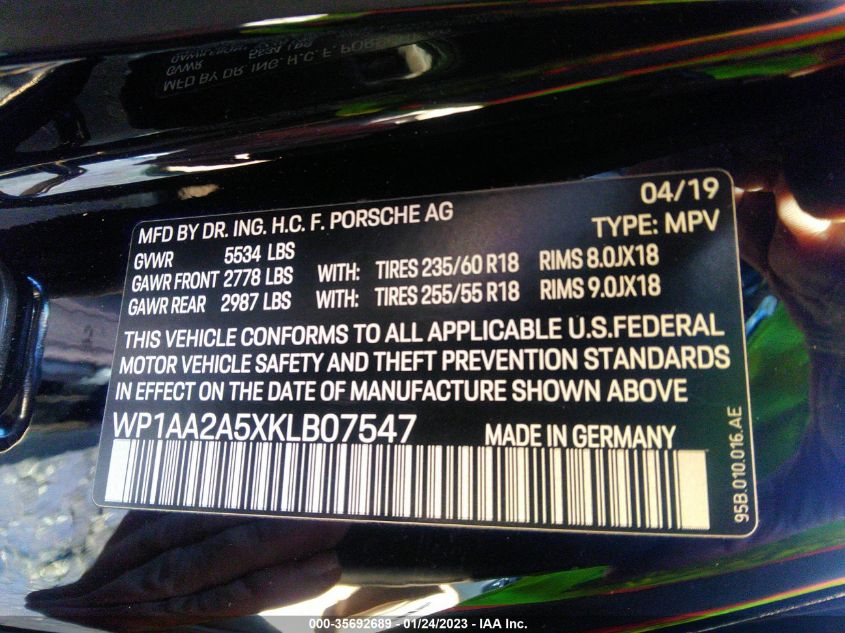 MFD BY DR. ING. H.C. F. PORSCHE AG 04/19
TYPE: MPV
GVWR 5534 LBS
GAWR FRONT 2778 LBS WITH: TIRES 235/60 R18 RIMS 8.0JX18
GAWR REAR 2987 LBS WITH: TIRES 255/55 R18 RIMS 9.0JX18
THIS VEHICLE CONFORMS TO ALL APPLICABLE U.S.FEDERAL
MOTOR VEHICLE SAFETY AND THEFT PREVENTION STANDARDS
IN EFFECT ON THE DATE OF MANUFACTURE SHOWN ABOVE
WP1AA2A5XKLB07547 MADE IN GERMANY
95B.010.016.AE
000-35692689 - 01/24/2023 - IAA Inc.